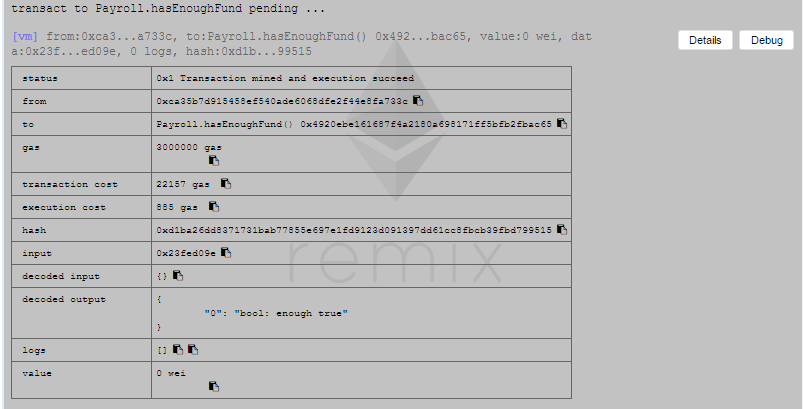 transact to Payroll.hasEnoughFund pending ...
[vm] from:0xca3...a733c, to:Payroll.hasEnoughFund() 0x492...bac65, value:0 wei, dat
a:0x23f...ed09e, 0 logs, hash:0xd1b...99515
Details Debug
status 0x1 Transaction mined and execution succeed
from 0xca35b7d915458ef540ade6068dfe2f44e8fa733c
to Payroll.hasEnoughFund() 0x4920ebe161687f4a2180a698171ff5bfb2fbac65
gas 3000000 gas
transaction cost 22157 gas
execution cost 885 gas
hash 0xd1ba26dd8371731bab77855e697e1fd9123d091397dd61cc8fbcb39fbd799515
input 0x23fed09e
decoded input {}
decoded output {
"0": "bool: enough true"
}
logs []
value 0 wei
remix